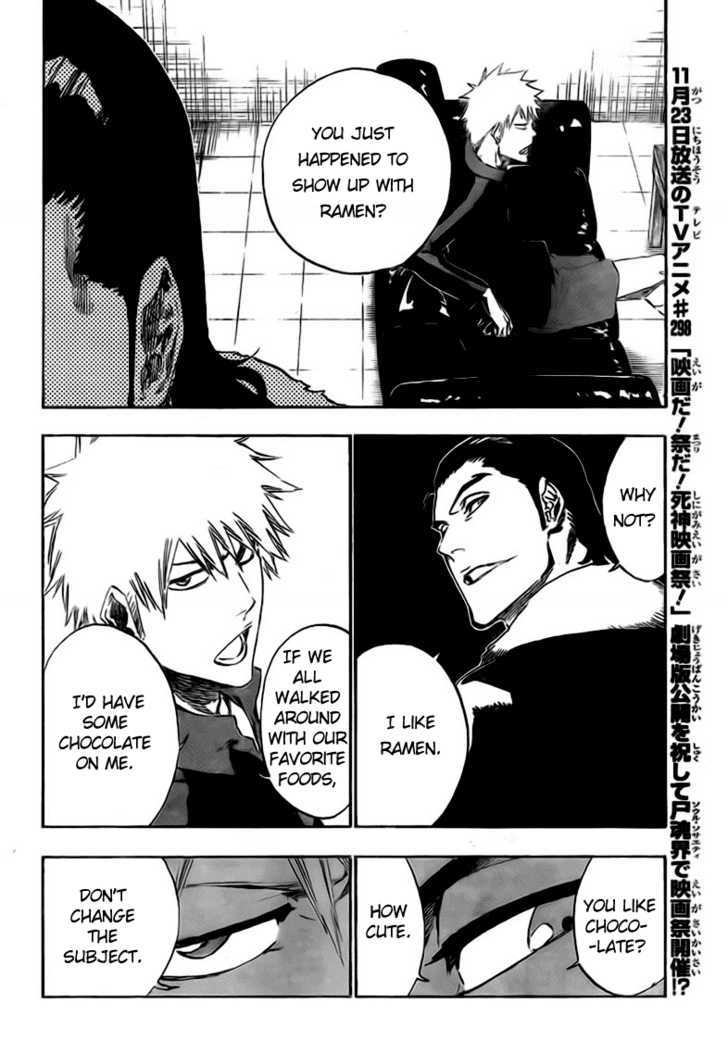 YOU JUST
HAPPENED TO
SHOW UP WITH
RAMEN?
WHY
NOT?
I LIKE
RAMEN.
IF WE
ALL
WALKED
AROUND
WITH OUR
FAVORITE
FOODS,
I'D HAVE
SOME
CHOCOLATE
ON ME.
YOU LIKE
CHOCO-
-LATE?
HOW
CUTE.
DON'T
CHANGE
THE
SUBJECT.
11月23日放送のTVアニメ#298「映画だ!祭だ!死神映画祭!」劇場版公開を祝して尸魂界で映画祭開催!?